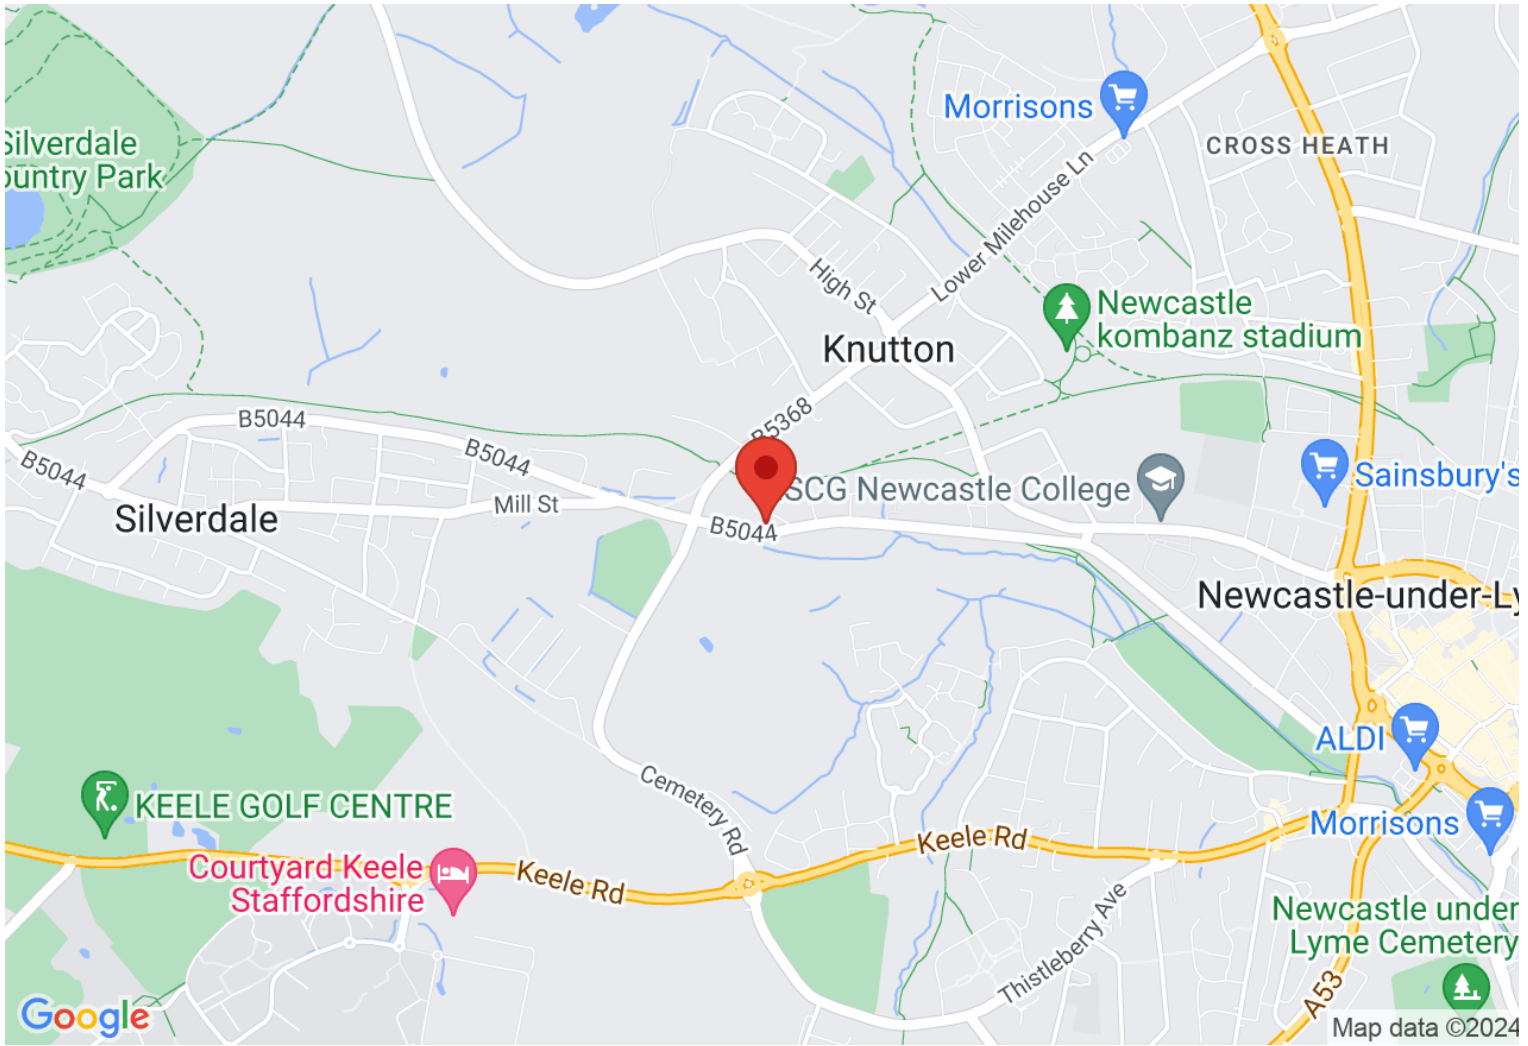 Morrisons
CROSS HEATH
Silverdale
ountry Park
Lower Milehouse Ln
High St
Newcastle
kombanz stadium
Knutton
B5044
B5368
B5044
B5044
Sainsbury's
SCG Newcastle College
Mill St
Silverdale
B5044
Newcastle-under-Ly
ALDI
Cemetery Rd
KEELE GOLF CENTRE
Morrisons
Keele Rd
Courtyard Keele
Staffordshire
Keele Rd
Thistleberry Ave
Newcastle under
Lyme Cemetery
A53
Google
Map data ©2024